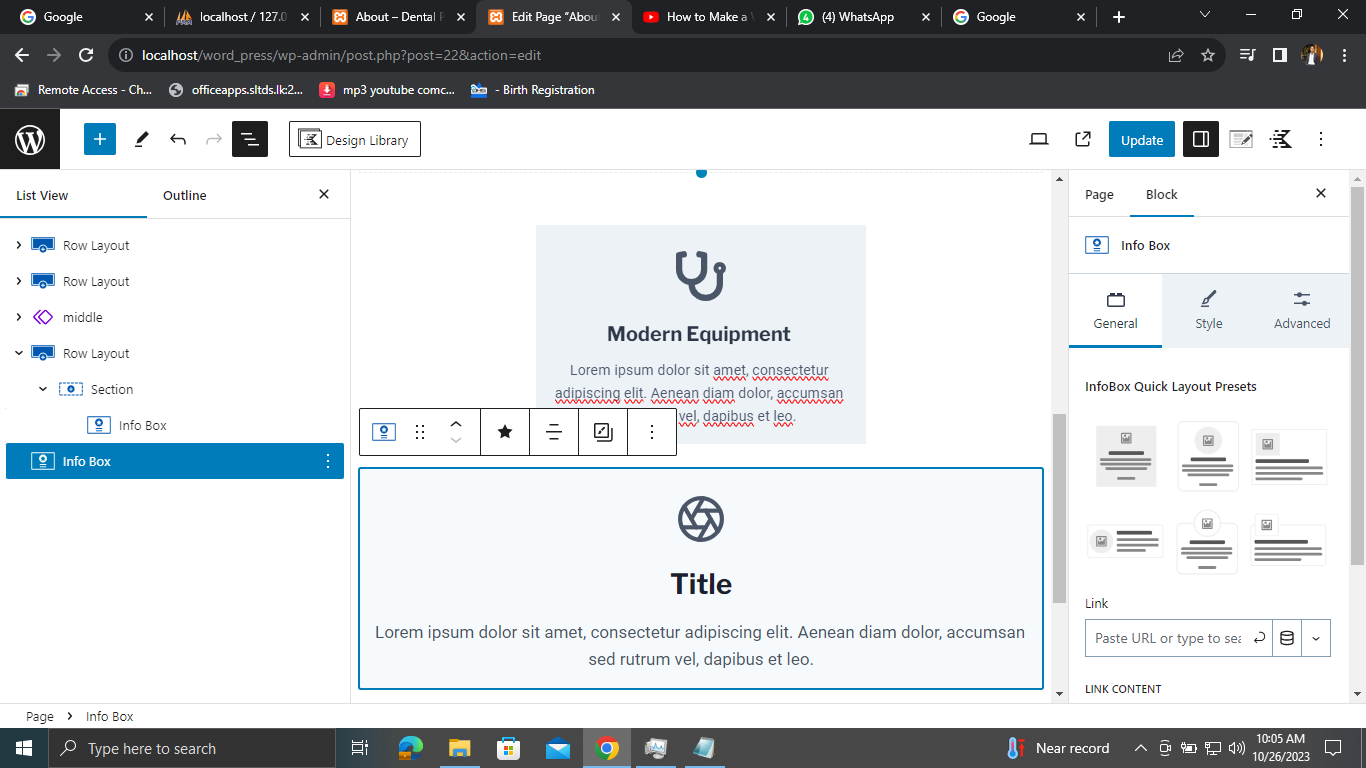 Google
localhost / 127.0
About – Dental P
Edit Page "Abou
How to Make a
(4) WhatsApp
Google
localhost/word_press/wp-admin/post.php?post=22&action=edit
Remote Access - Ch...
officeapps.sltds.lk:2...
mp3 youtube comc...
- Birth Registration
Design Library
Update
List View
Outline
Page
Block
Row Layout
Row Layout
middle
Row Layout
Section
Info Box
Info Box
Modern Equipment
Lorem ipsum dolor sit amet, consectetur
adipiscing elit. Aenean diam dolor, accumsan
vel, dapibus et leo.
Title
Lorem ipsum dolor sit amet, consectetur adipiscing elit. Aenean diam dolor, accumsan
sed rutrum vel, dapibus et leo.
Info Box
General
Style
Advanced
InfoBox Quick Layout Presets
Link
Paste URL or type to sea
LINK CONTENT
Page
Info Box
Type here to search
Near record
10:05 AM
10/26/2023